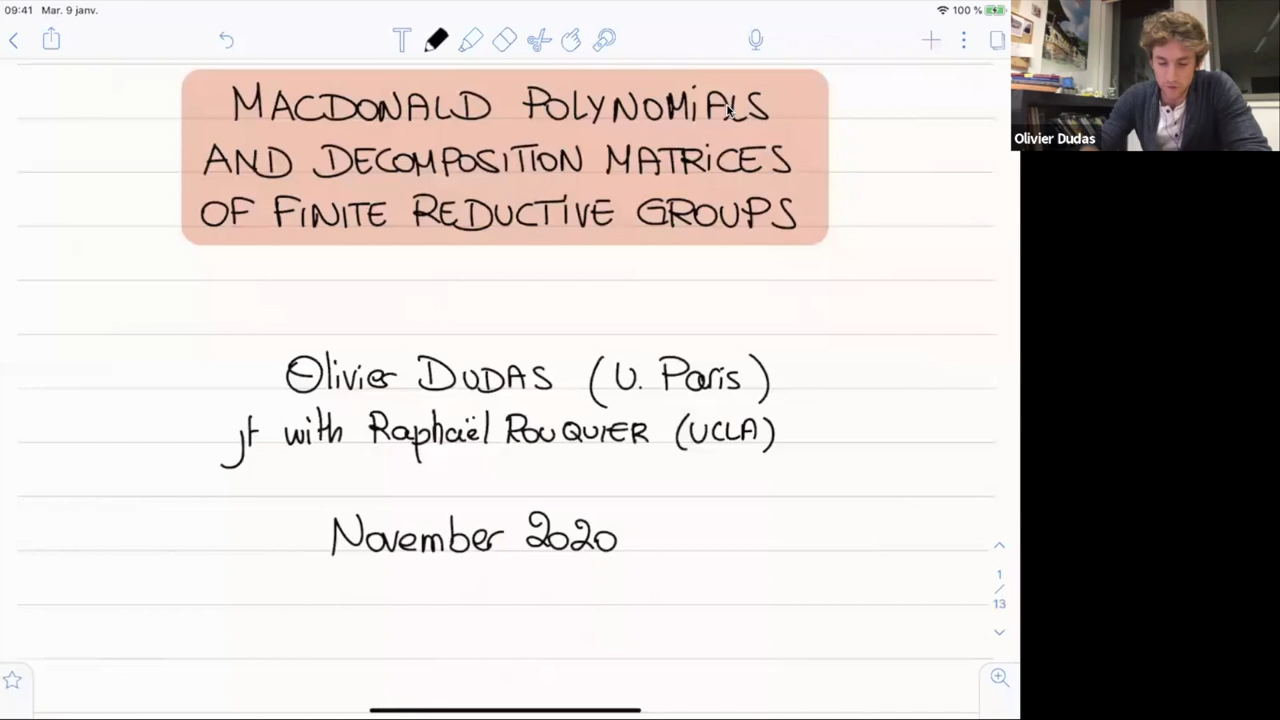 09:41 Mar. 9 janv.
100 %
T
MACDONALD POLYNOMIALS
AND DECOMPOSITION MATRICES
OF FINITE REDUCTIVE GROUPS
Olivier DUDAS (U. Paris)
jt with Raphaël ROUQUIER (UCLA)
November 2020
1
/
13
Olivier Dudas